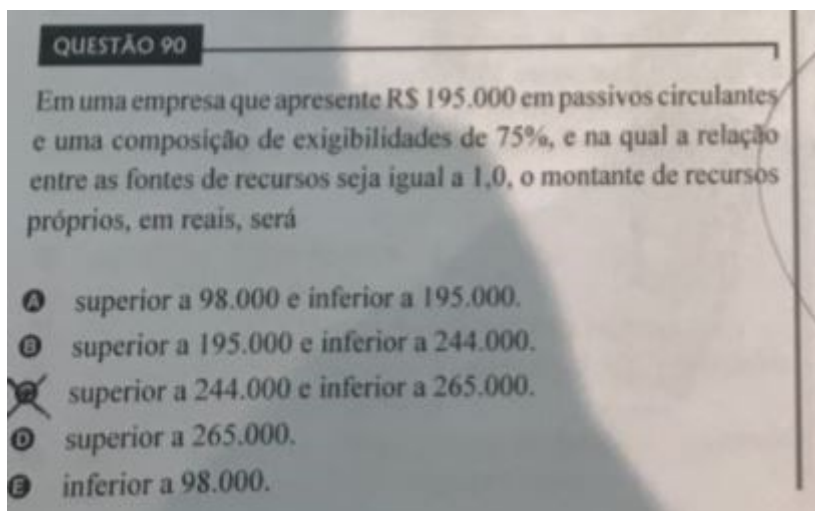 QUESTÃO 90
Em uma empresa que apresente R$ 195.000 em passivos circulantes
e uma composição de exigibilidades de 75%, e na qual a relação
entre as fontes de recursos seja igual a 1,0, o montante de recursos
próprios, em reais, será
A superior a 98.000 e inferior a 195.000.
B superior a 195.000 e inferior a 244.000.
C superior a 244.000 e inferior a 265.000.
D superior a 265.000.
E inferior a 98.000.